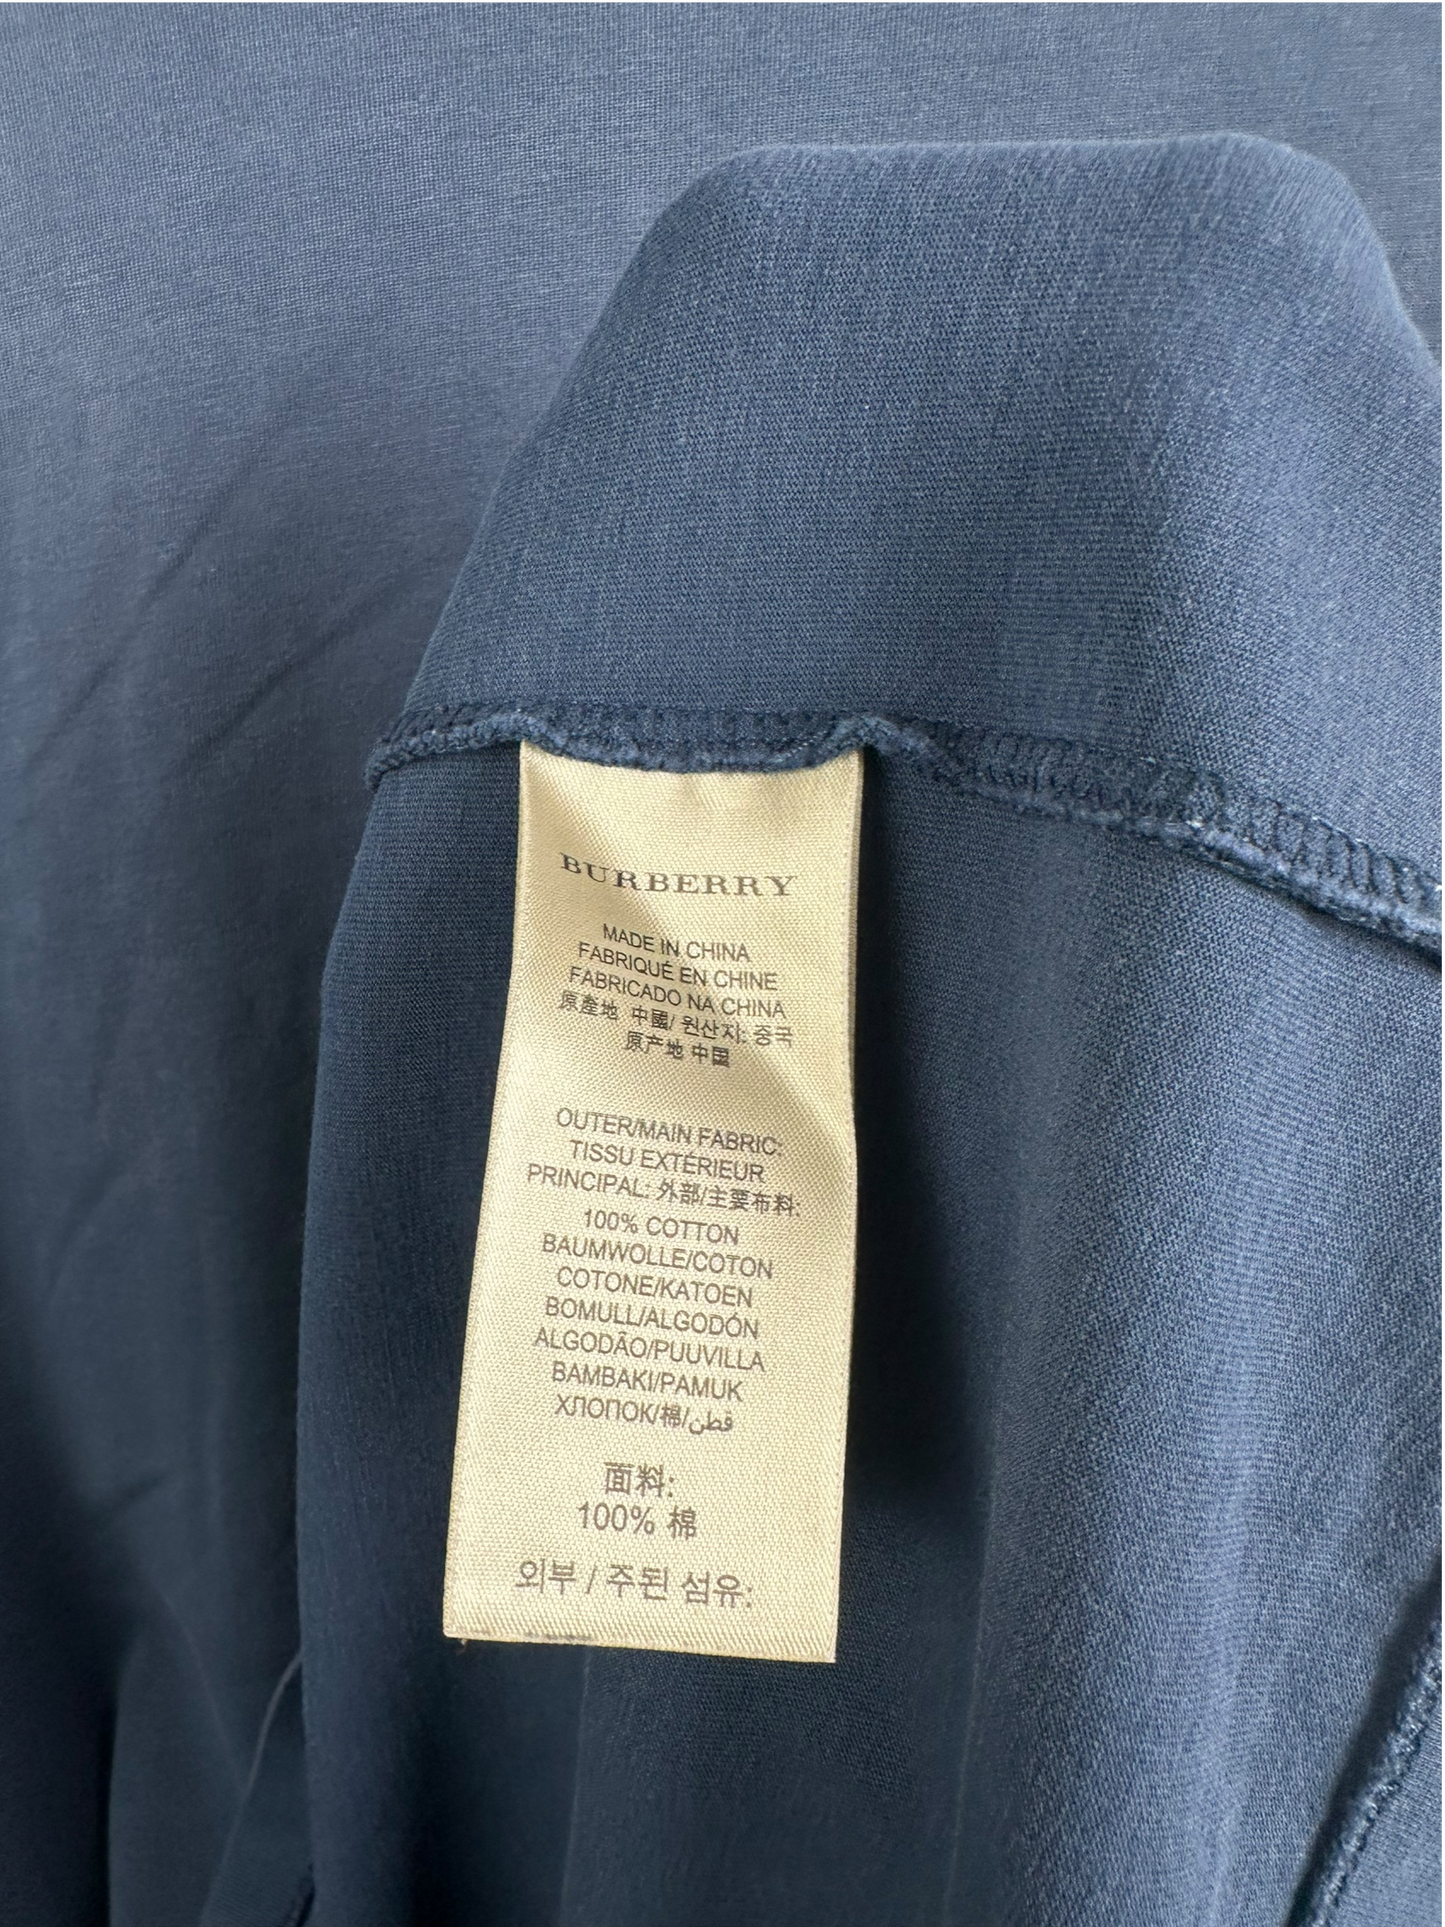 BURBERRY
MADE IN CHINA
FABRIQUÉ EN CHINE
FABRICADO NA CHINA
原產地 中國/ 원산지: 중국
原产地 中国
OUTER/MAIN FABRIC:
TISSU EXTÉRIEUR
PRINCIPAL: 外部/主要布料:
100% COTTON
BAUMWOLLE/COTON
COTONE/KATOEN
BOMULL/ALGODÓN
ALGODÃO/PUUVILLA
BAMBAKI/PAMUK
ХЛОПОК/棉/قطن
面料:
100% 棉
외부 / 주된 섬유: